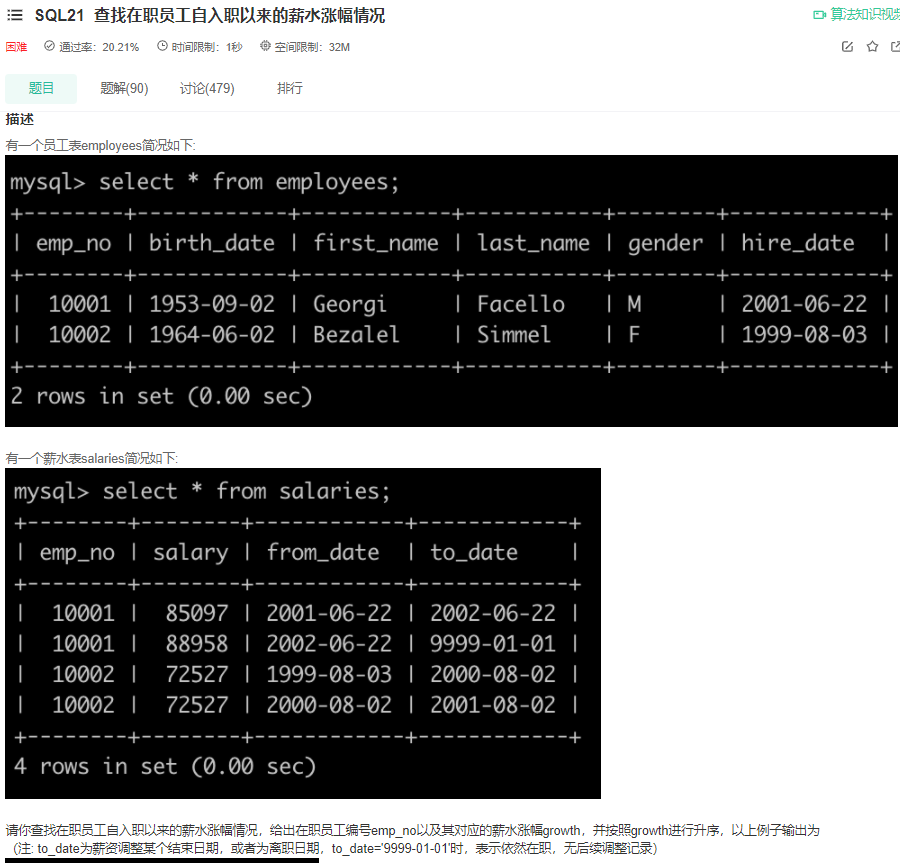 SQL21 查找在职员工自入职以来的薪水涨幅情况
算法知识视频
困难 通过率：20.21% 时间限制：1秒 空间限制：32M
题目 题解(90) 讨论(479) 排行
描述
有一个员工表employees简况如下:
mysql> select * from employees;
+--------+------------+------------+-----------+--------+------------+
| emp_no | birth_date | first_name | last_name | gender | hire_date  |
+--------+------------+------------+-----------+--------+------------+
|  10001 | 1953-09-02 | Georgi     | Facello   | M      | 2001-06-22 |
|  10002 | 1964-06-02 | Bezalel    | Simmel    | F      | 1999-08-03 |
+--------+------------+------------+-----------+--------+------------+
2 rows in set (0.00 sec)
有一个薪水表salaries简况如下:
mysql> select * from salaries;
+--------+--------+------------+------------+
| emp_no | salary | from_date  | to_date    |
+--------+--------+------------+------------+
|  10001 |  85097 | 2001-06-22 | 2002-06-22 |
|  10001 |  88958 | 2002-06-22 | 9999-01-01 |
|  10002 |  72527 | 1999-08-03 | 2000-08-02 |
|  10002 |  72527 | 2000-08-02 | 2001-08-02 |
+--------+--------+------------+------------+
4 rows in set (0.00 sec)
请你查找在职员工自入职以来的薪水涨幅情况，给出在职员工编号emp_no以及其对应的薪水涨幅growth，并按照growth进行升序，以上例子输出为
（注: to_date为薪资调整某个结束日期，或者为离职日期，to_date='9999-01-01'时，表示依然在职，无后续调整记录）